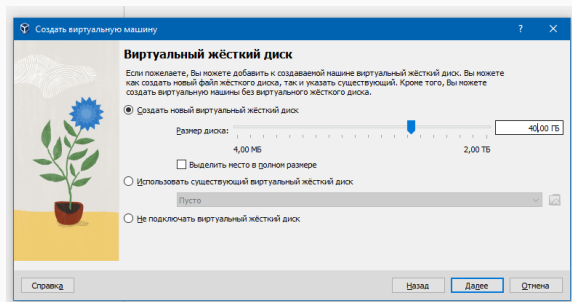 Создать виртуальную машину
Виртуальный жёсткий диск
Если пожелаете, Вы можете добавить к создаваемой машине виртуальный жёсткий диск. Вы можете
как создать новый файл жёсткого диска, так и указать существующий. Кроме того, Вы можете
создать виртуальную машины без виртуального жёсткого диска.
Создать новый виртуальный жёсткий диск
Размер диска:
40,00 ГБ
4,00 МБ
2,00 ТБ
Выделить место в полном размере
Использовать существующий виртуальный жёсткий диск
Пусто
Не подключать виртуальный жёсткий диск
Справка
Назад
Далее
Отмена